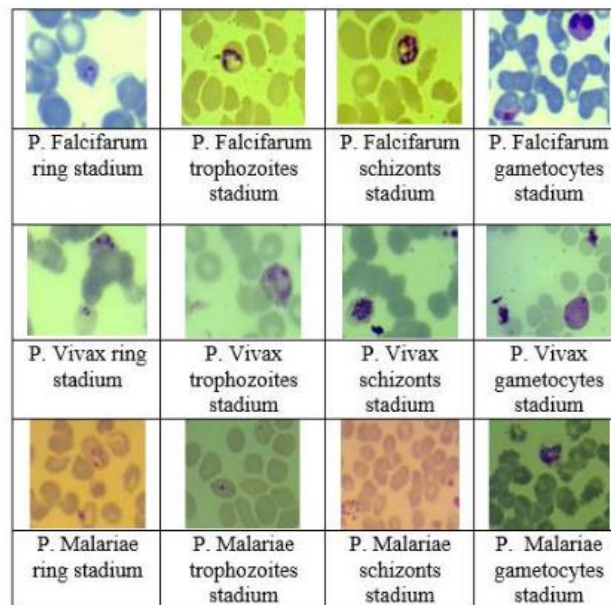 P. Falcifarum
ring stadium
P. Falcifarum
trophozoites
stadium
P. Falcifarum
schizonts
stadium
P. Falcifarum
gametocytes
stadium
P. Vivax ring
stadium
P. Vivax
trophozoites
stadium
P. Vivax
schizonts
stadium
P. Vivax
gametocytes
stadium
P. Malariae
ring stadium
P. Malariae
trophozoites
stadium
P. Malariae
schizonts
stadium
P. Malariae
gametocytes
stadium